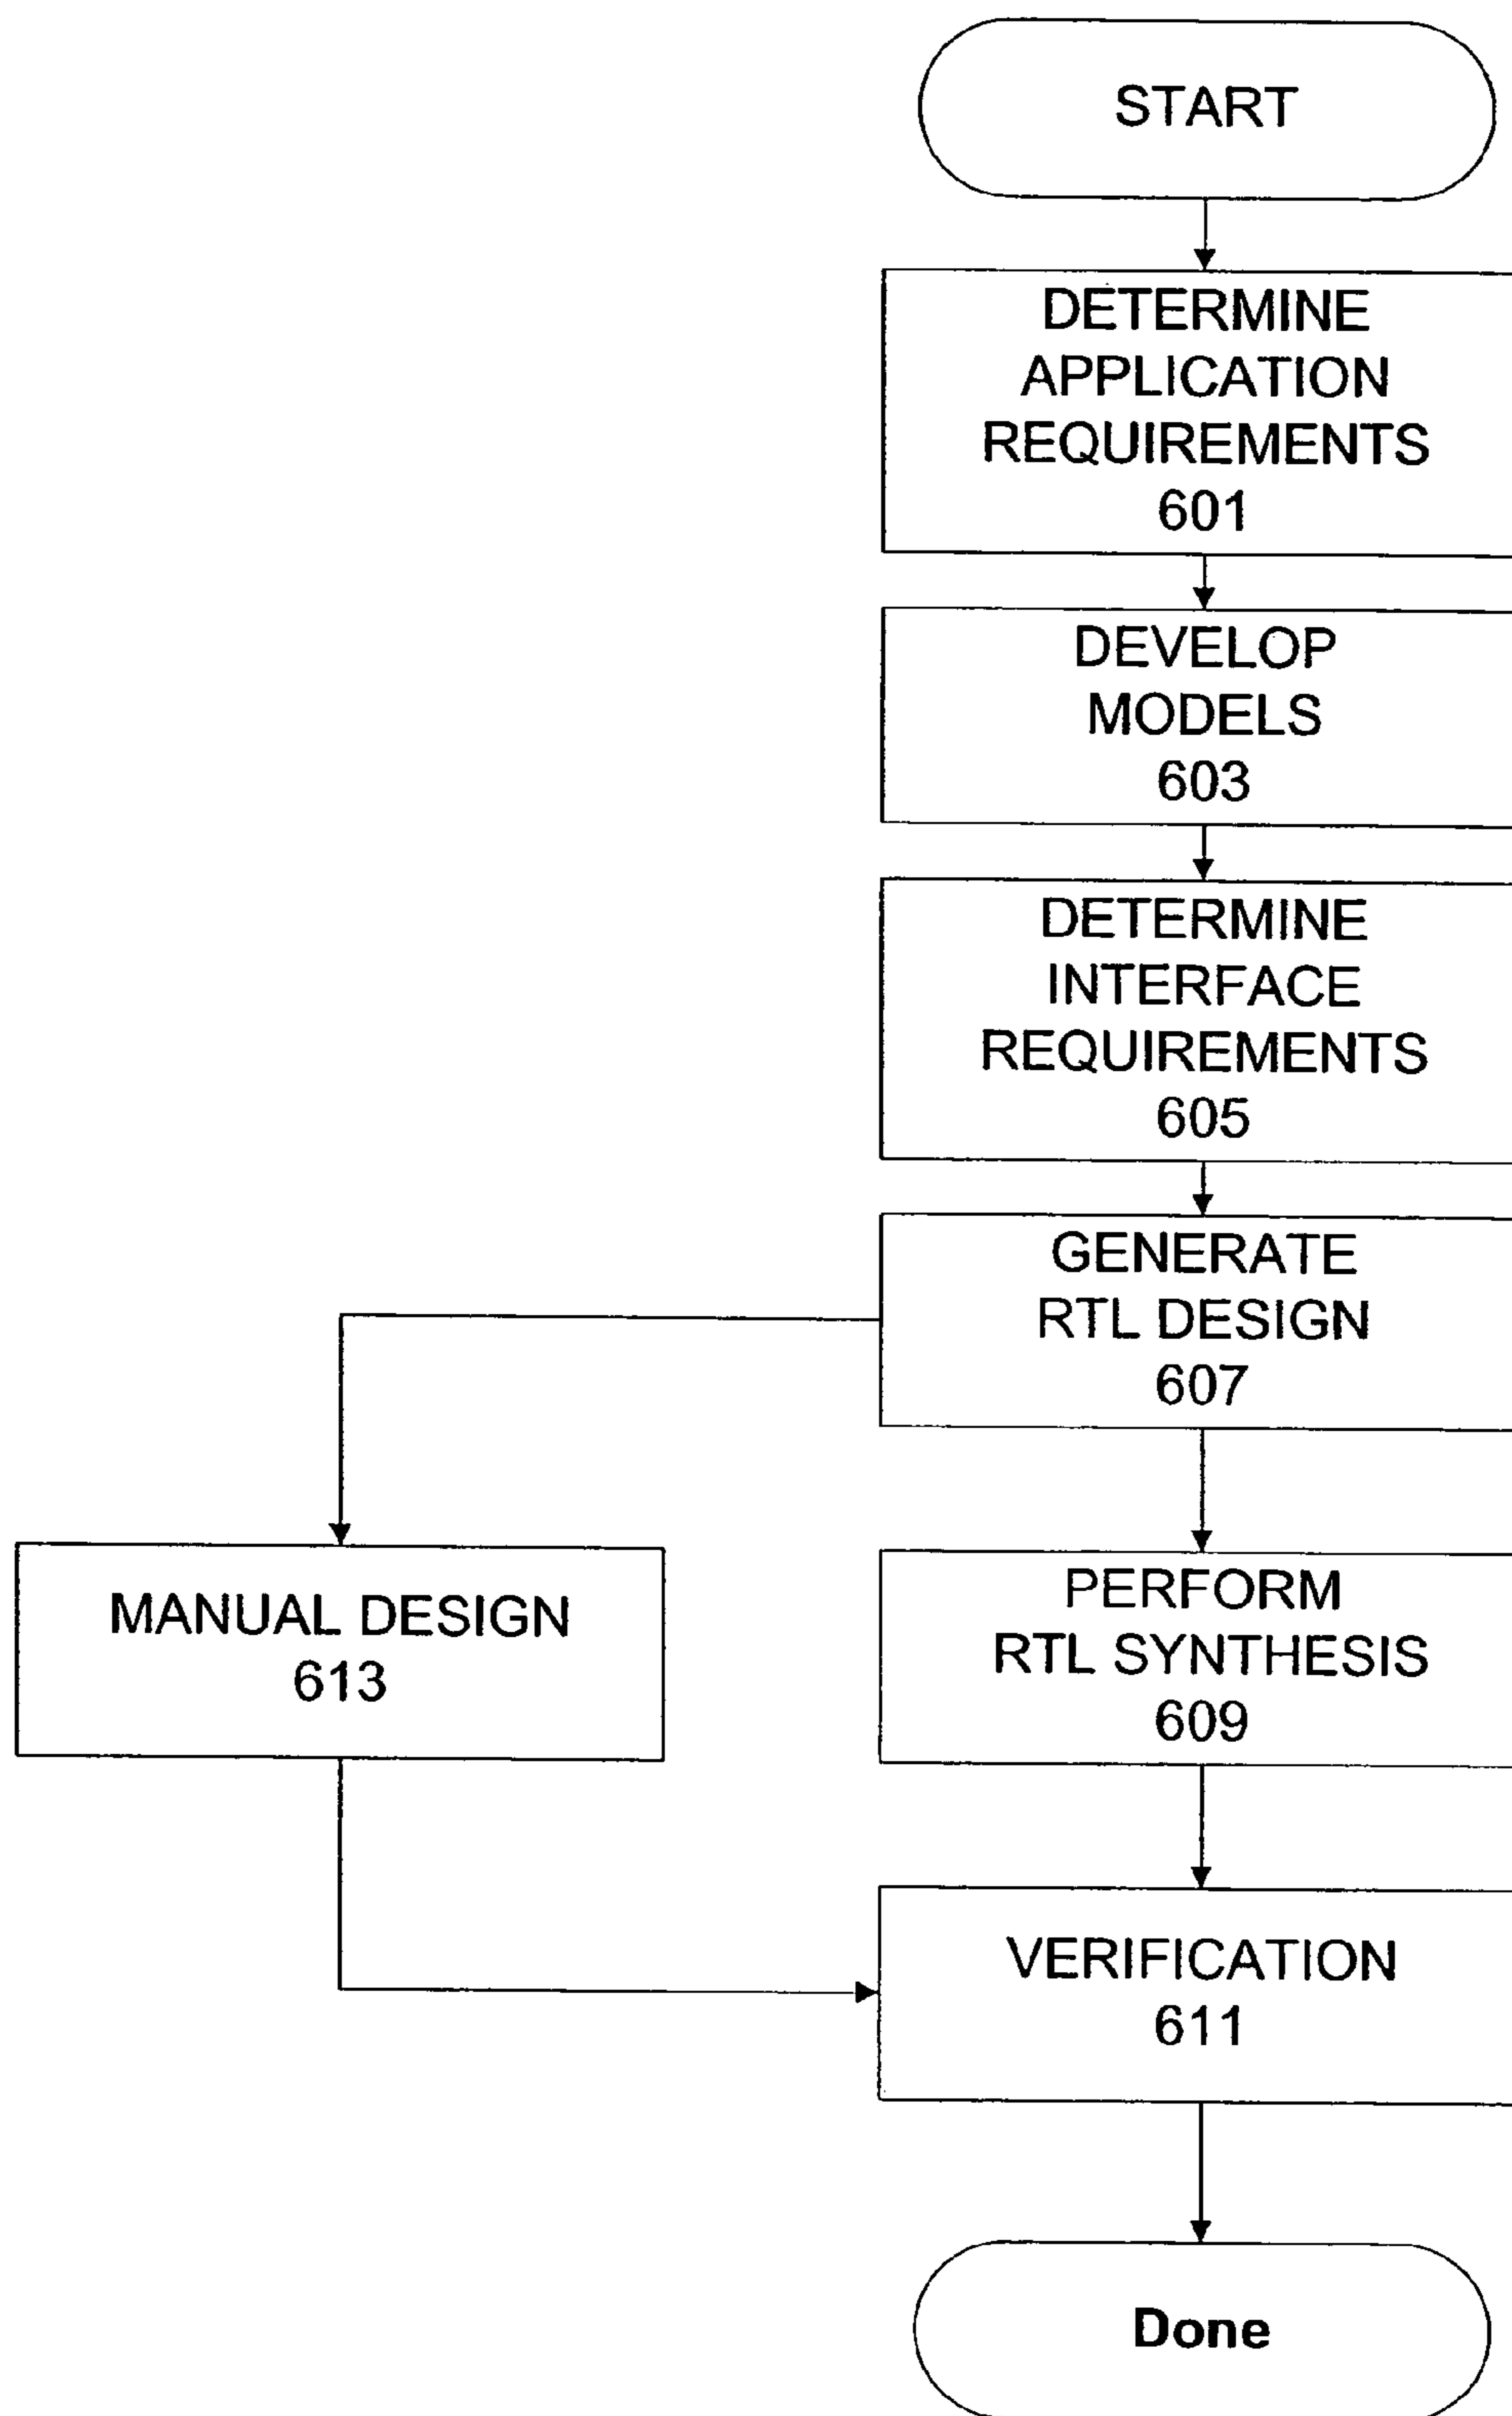 START
DETERMINE
APPLICATION
REQUIREMENTS
601
DEVELOP
MODELS
603
DETERMINE
INTERFACE
REQUIREMENTS
605
GENERATE
RTL DESIGN
607
MANUAL DESIGN
613
PERFORM
RTL SYNTHESIS
609
VERIFICATION
611
Done